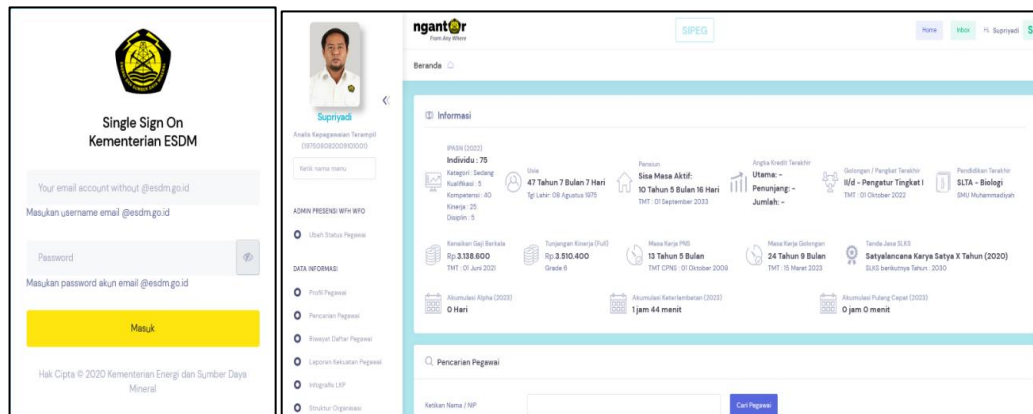 Single Sign On
Kementerian ESDM
Your email account without @esdm.go.id
Masukan username email @esdm.go.id
Password
Masukan password akun email @esdm.go.id
Masuk
Hak Cipta © 2020 Kementerian Energi dan Sumber Daya
Mineral
Supriyadi
Analis Kepegawaian Terampil
Ketik nama menu
ADMIN PRESENSI WFH WFO
Ubah Status Pegawai
DATA INFORMASI
Profil Pegawai
Pencarian Pegawai
Riwayat Daftar Pegawai
Laporan Kekuatan Pegawai
Infografis LKP
Struktur Organisasi
ngantor
From Any Where
SIPEG
Home
Inbox
Hi, Supriyadi
S
Beranda
Informasi
IPASN (2022)
Individu : 75
Kategori : Sedang
Kualifikasi : 5
Kompetensi : 40
Kinerja : 25
Disiplin : 5
Usia
47 Tahun 7 Bulan 7 Hari
Tgl Lahir: 08 Agustus 1975
Pensiun
Sisa Masa Aktif:
10 Tahun 5 Bulan 16 Hari
TMT : 01 September 2033
Angka Kredit Terakhir
Utama: -
Penunjang: -
Jumlah: -
Golongan / Pangkat Terakhir
II/d - Pengatur Tingkat I
TMT : 01 Oktober 2022
Pendidikan Terakhir
SLTA - Biologi
SMU Muhammadiyah
Kenaikan Gaji Berkala
Rp.3.138.600
TMT : 01 Juni 2021
Tunjangan Kinerja (Full)
Rp.3.510.400
Grade 6
Masa Kerja PNS
13 Tahun 5 Bulan
TMT CPNS : 01 Oktober 2009
Masa Kerja Golongan
24 Tahun 9 Bulan
TMT : 15 Maret 2023
Tanda Jasa SLKS
Satyalancana Karya Satya X Tahun (2020)
SLKS berikutnya Tahun : 2030
Akumulasi Alpha (2023)
0 Hari
Akumulasi Keterlambatan (2023)
1 jam 44 menit
Akumulasi Pulang Cepat (2023)
0 jam 0 menit
Pencarian Pegawai
Ketikan Nama / NIP
Cari Pegawai